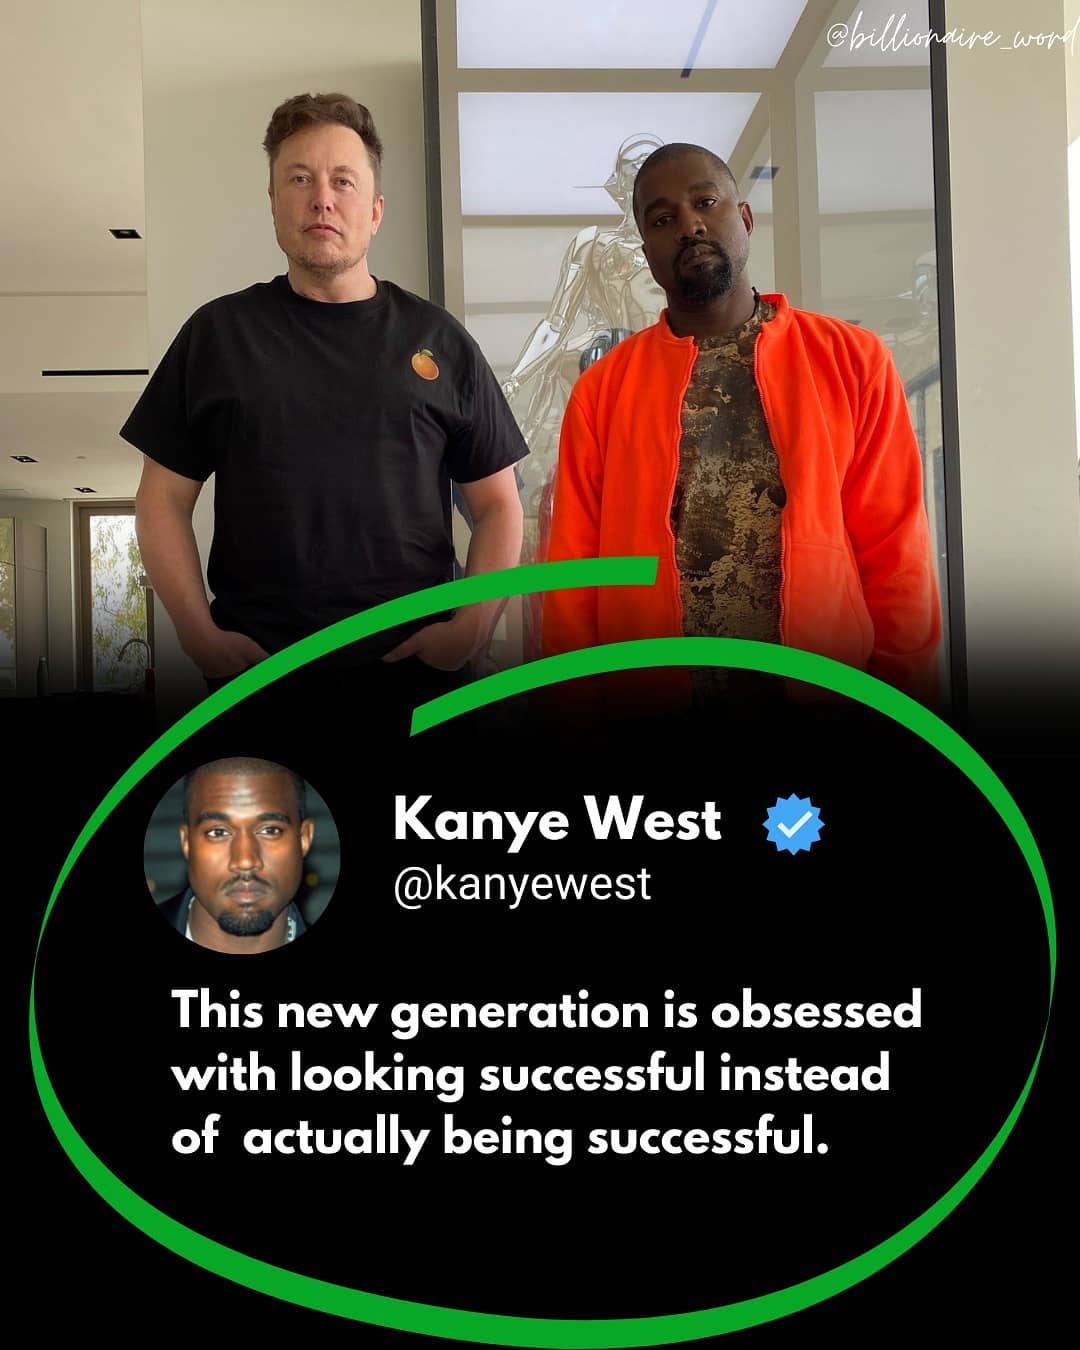 @billionaire_word
Kanye West
@kanyewest
This new generation is obsessed
with looking successful instead
of actually being successful.